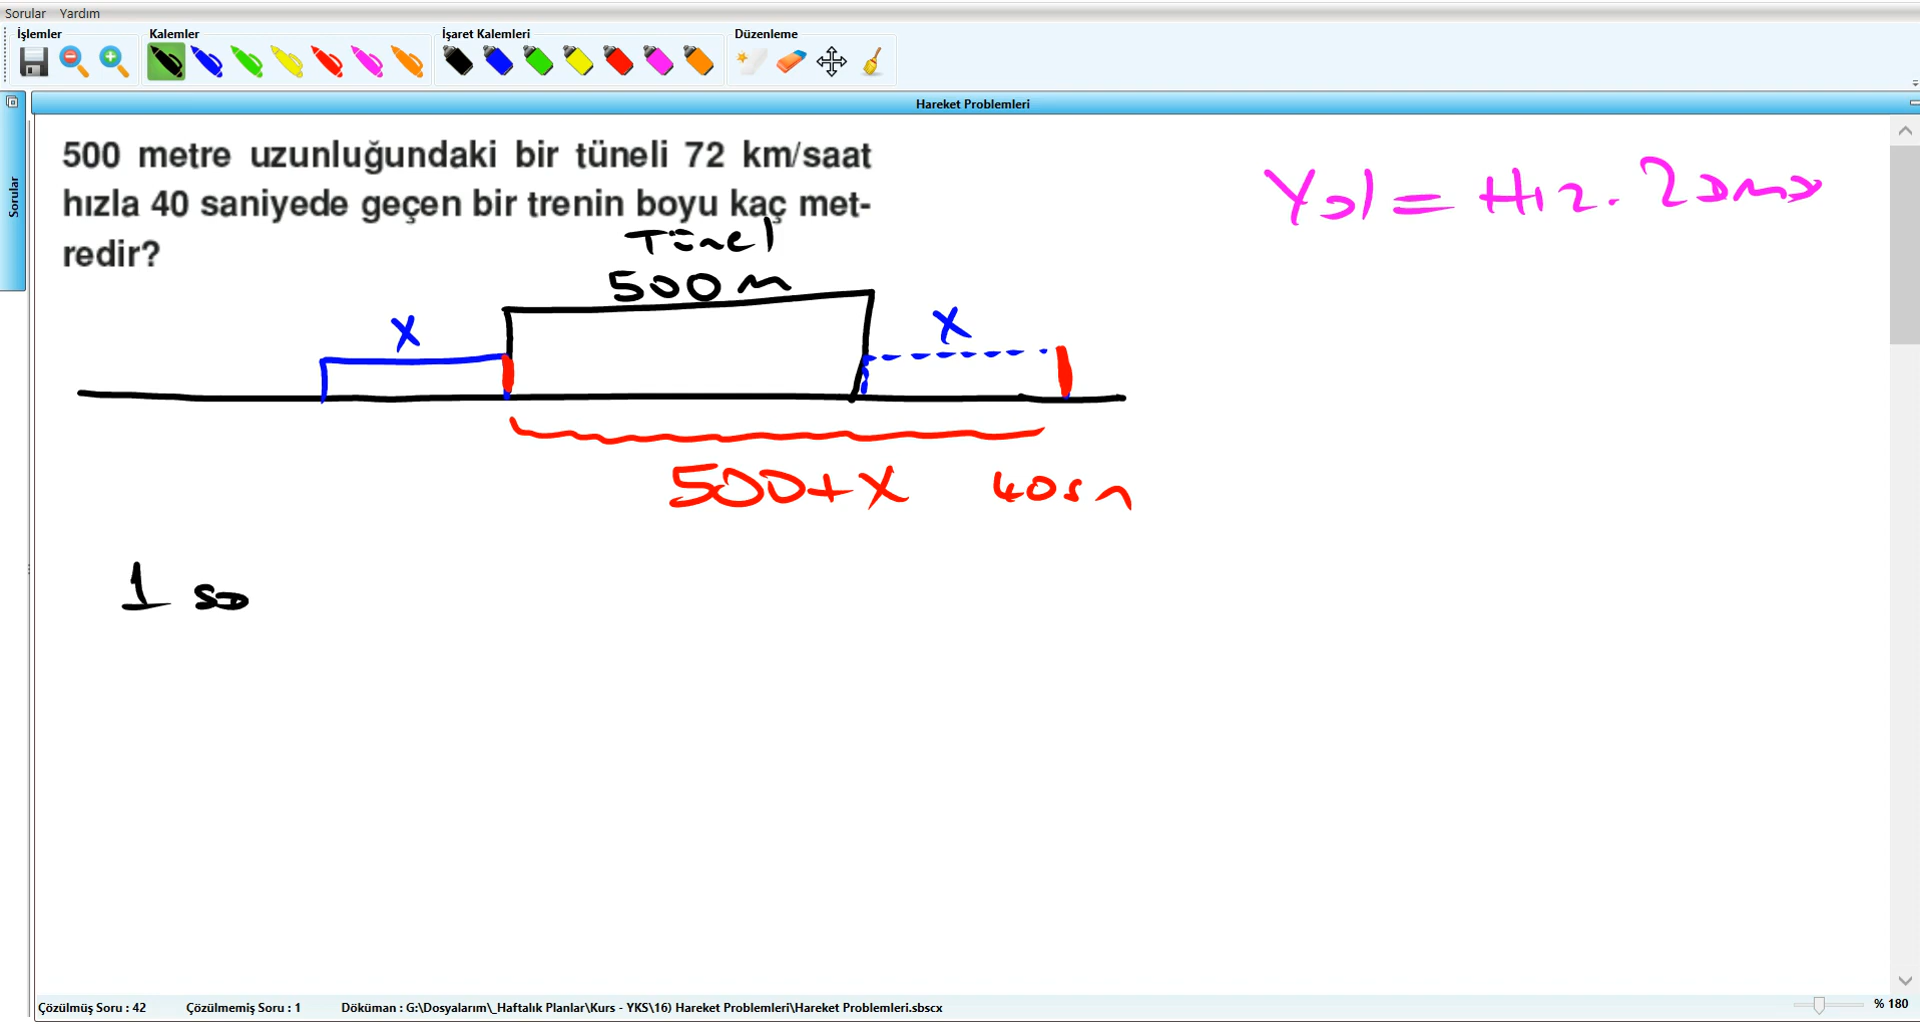 Sorular Yardım
İşlemler Kalemler İşaret Kalemleri Düzenleme
Sorular
Hareket Problemleri
500 metre uzunluğundaki bir tüneli 72 km/saat
hızla 40 saniyede geçen bir trenin boyu kaç met-
redir?
Yol = Hız . Zaman
Tünel
500 m
x x
500+x 40sn
1 sa
Çözülmüş Soru : 42 Çözülmemiş Soru : 1 Döküman : G:\Dosyalarım\_Haftalık Planlar\Kurs - YKS\16) Hareket Problemleri\Hareket Problemleri.sbscx % 180